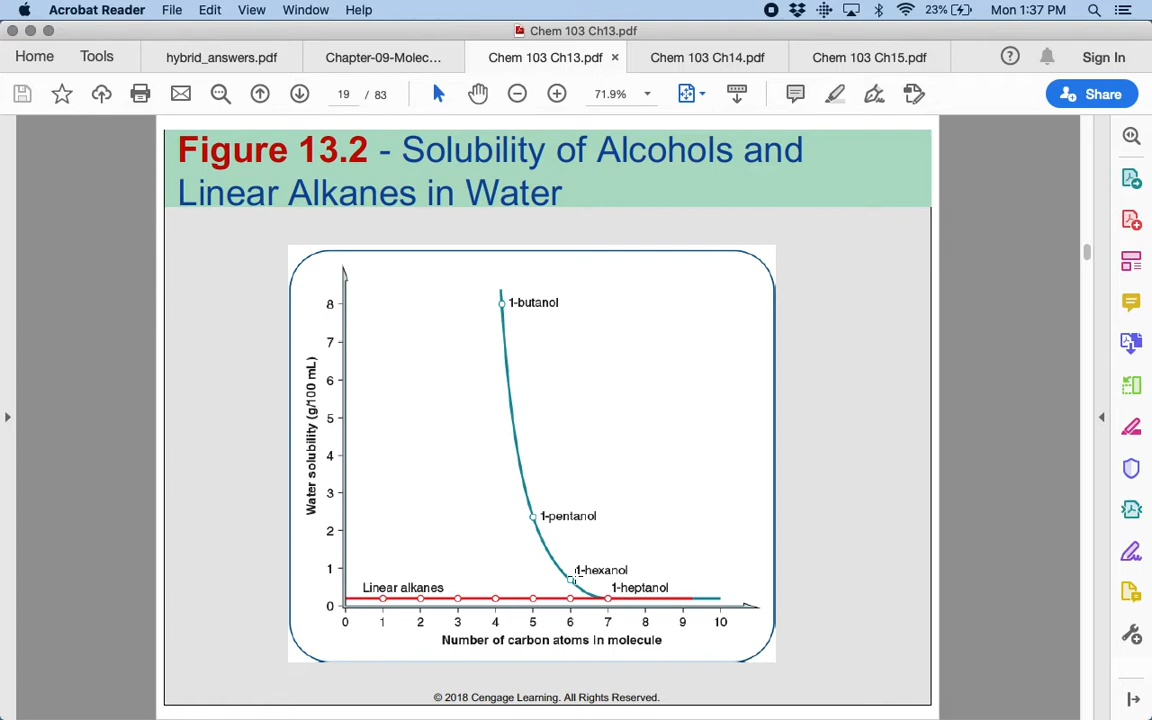 Acrobat Reader File Edit View Window Help 23% Mon 1:37 PM
Chem 103 Ch13.pdf
Home Tools hybrid_answers.pdf Chapter-09-Molec... Chem 103 Ch13.pdf × Chem 103 Ch14.pdf Chem 103 Ch15.pdf ? Sign In
19 / 83 71.9% Share
Figure 13.2 - Solubility of Alcohols and
Linear Alkanes in Water
8
1-butanol
7
6
5
4
3
2
1
0
Water solubility (g/100 mL)
1-pentanol
1-hexanol
Linear alkanes 1-heptanol
0 1 2 3 4 5 6 7 8 9 10
Number of carbon atoms in molecule
© 2018 Cengage Learning. All Rights Reserved.